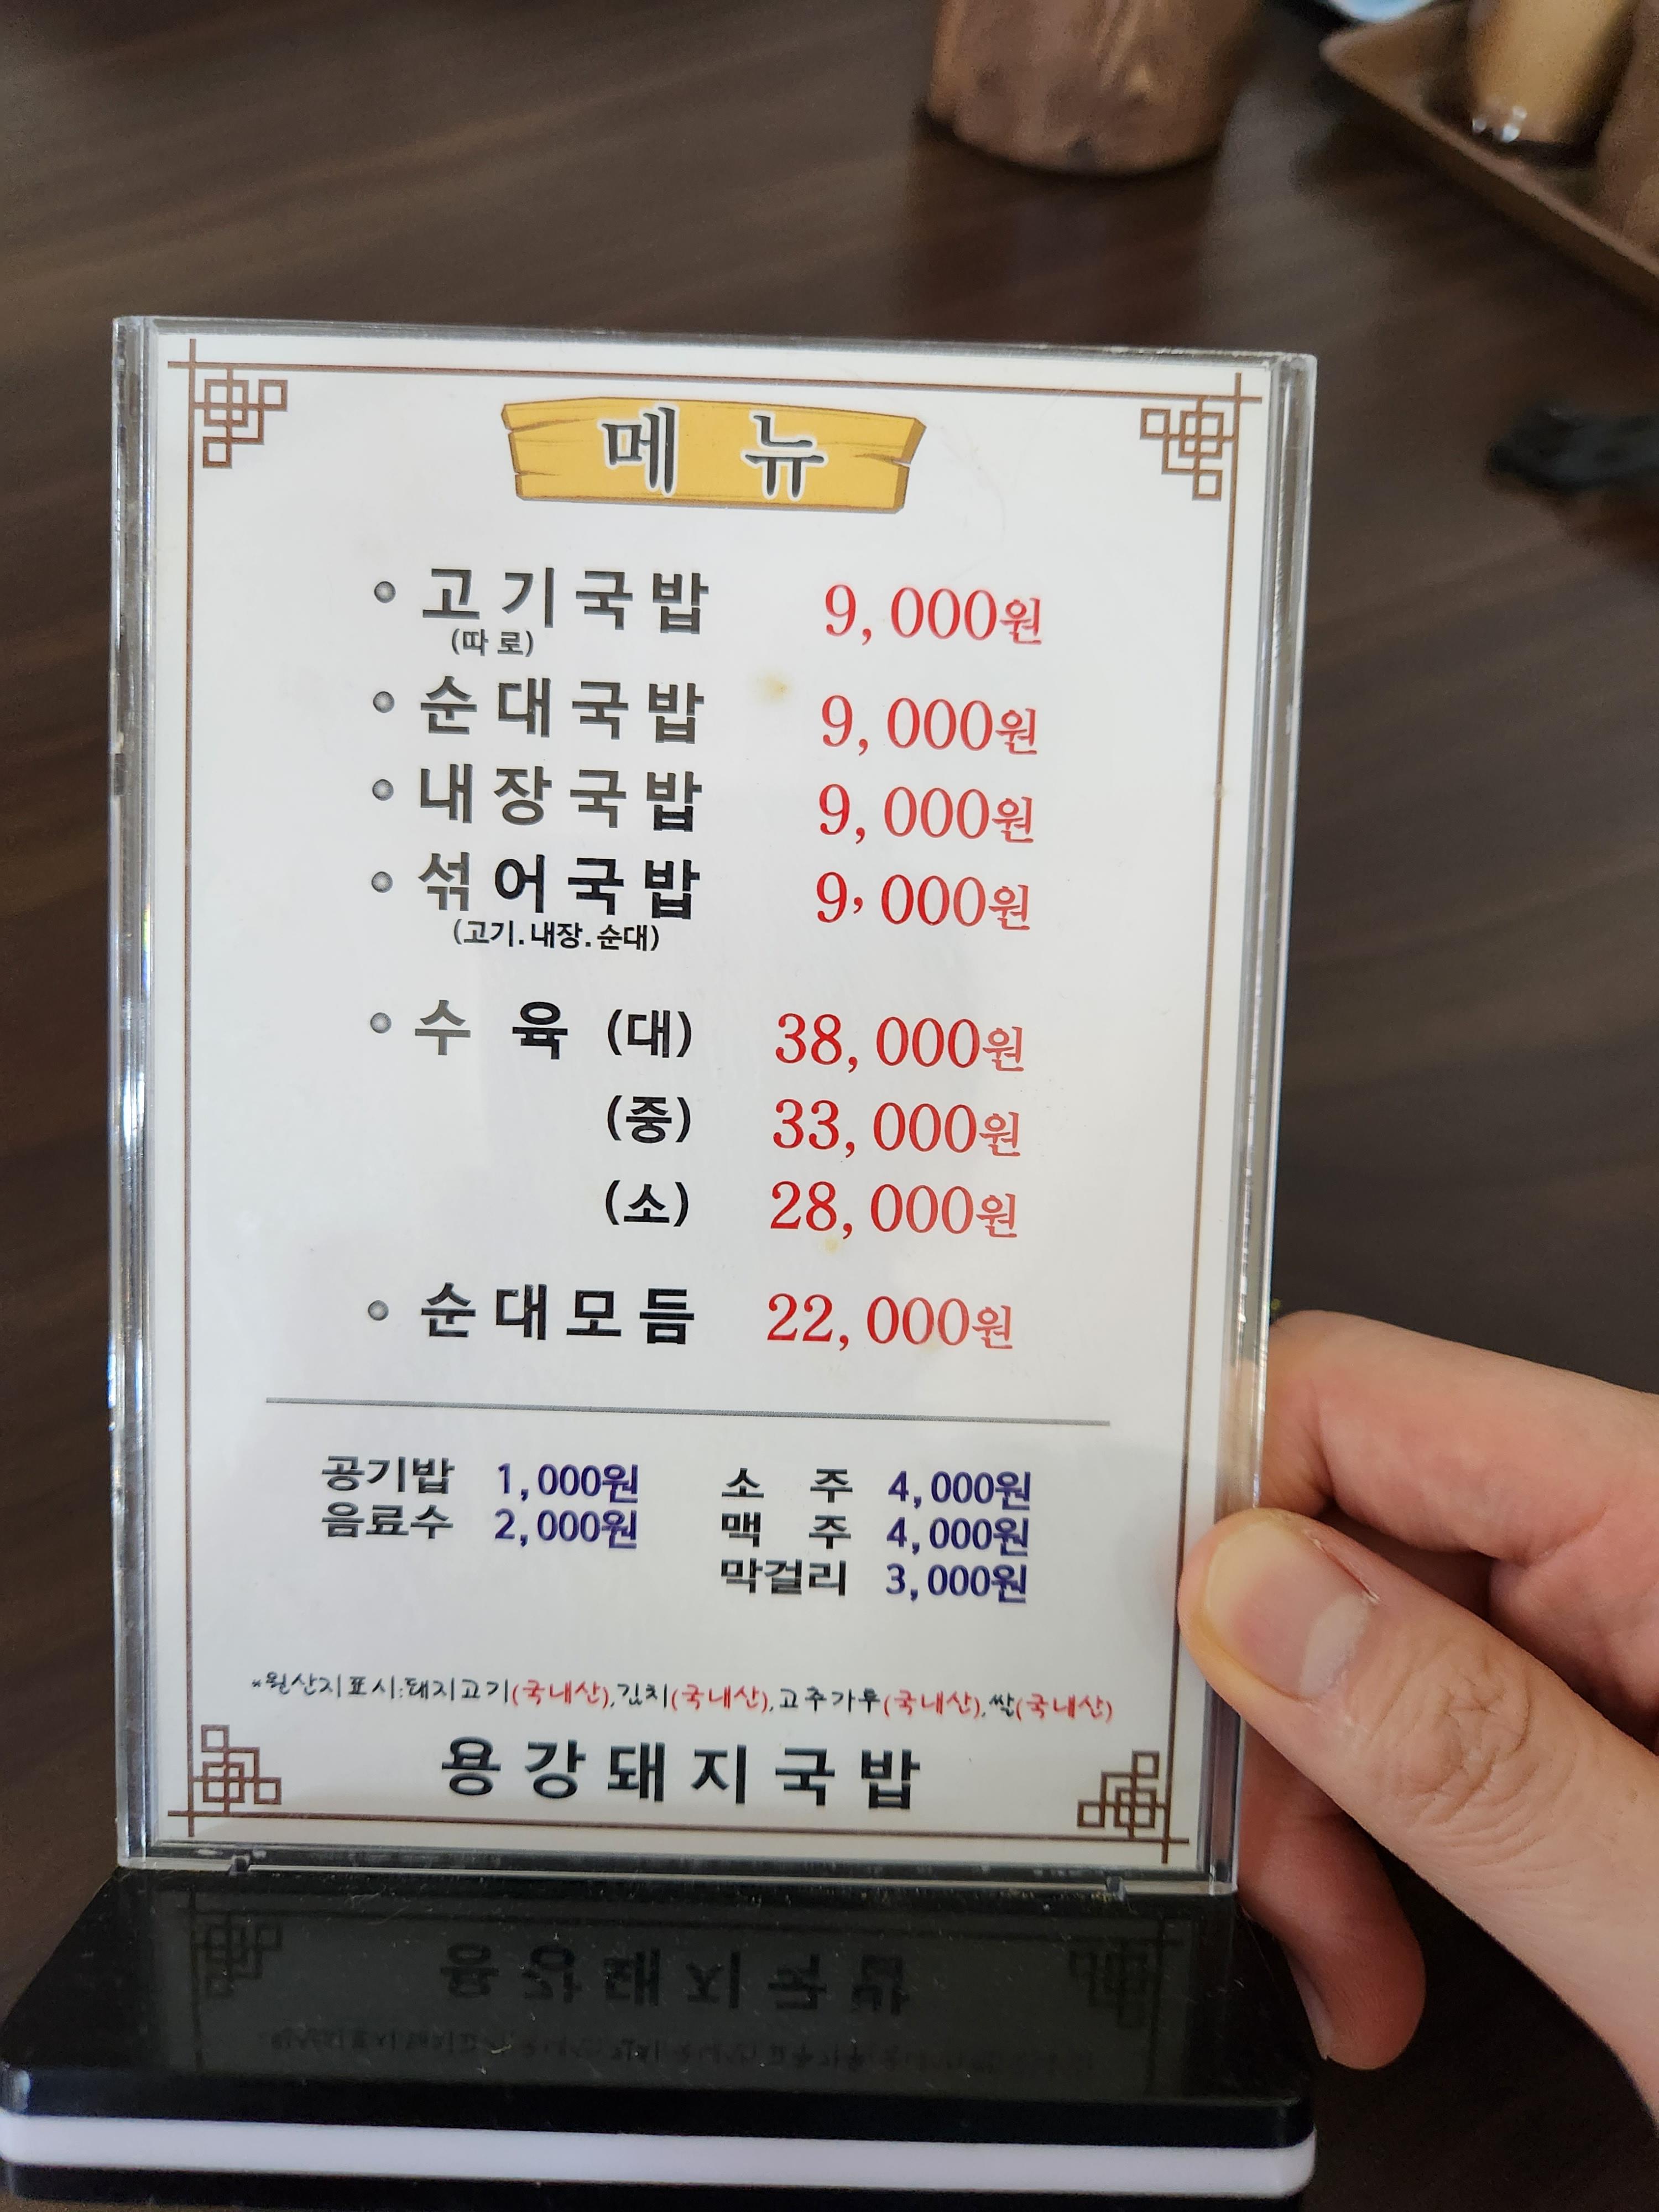 메뉴
고기국밥 9,000원
(따로)
순대국밥 9,000원
내장국밥 9,000원
섞어국밥 9,000원
(고기.내장.순대)
수육 (대) 38,000원
(중) 33,000원
(소) 28,000원
순대모듬 22,000원
공기밥 1,000원 소주 4,000원
음료수 2,000원 맥주 4,000원
막걸리 3,000원
*원산지표시:돼지고기(국내산),김치(국내산),고추가루(국내산),쌀(국내산)
용강돼지국밥